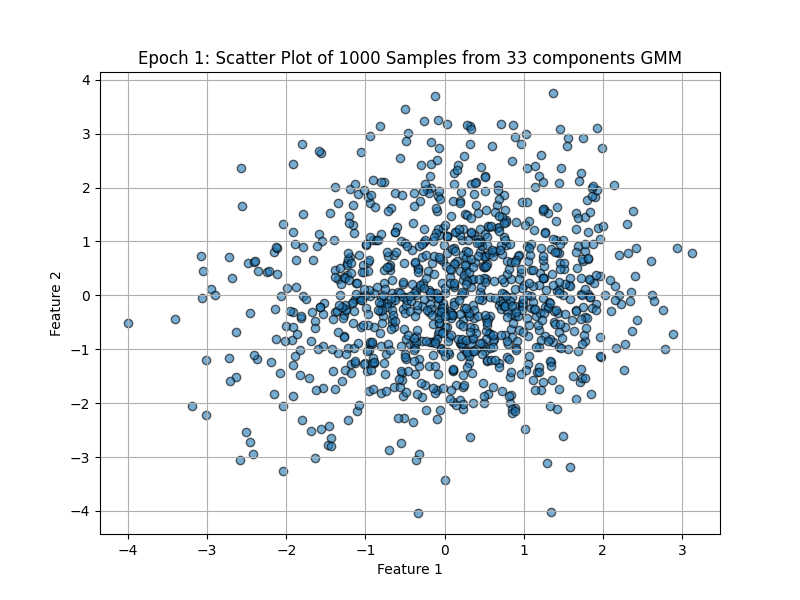 Epoch 1: Scatter Plot of 1000 Samples from 33 components GMM
4
3
2
1
0
−1
−2
−3
−4
Feature 2
−4 −3 −2 −1 0 1 2 3
Feature 1